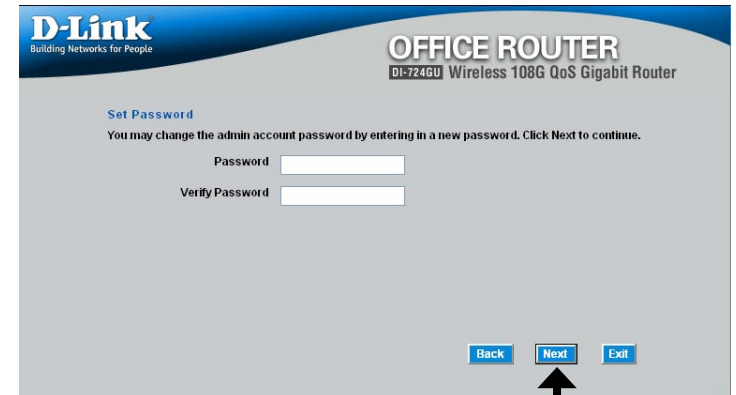 D-Link
Building Networks for People
OFFICE ROUTER
DI-724GU Wireless 108G QoS Gigabit Router
Set Password
You may change the admin account password by entering in a new password. Click Next to continue.
Password
Verify Password
Back Next Exit